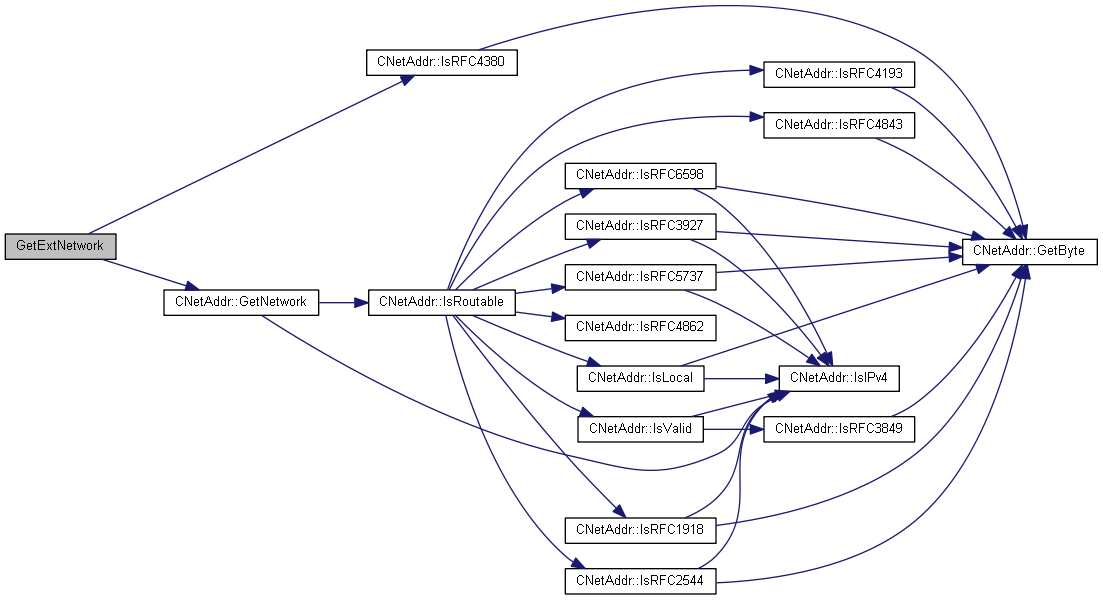 CNetAddr::IsRFC4380
CNetAddr::IsRFC4193
CNetAddr::IsRFC4843
CNetAddr::IsRFC6598
CNetAddr::IsRFC3927
GetExtNetwork
CNetAddr::GetByte
CNetAddr::IsRFC5737
CNetAddr::GetNetwork
CNetAddr::IsRoutable
CNetAddr::IsRFC4862
CNetAddr::IsLocal
CNetAddr::IsIPv4
CNetAddr::IsValid
CNetAddr::IsRFC3849
CNetAddr::IsRFC1918
CNetAddr::IsRFC2544